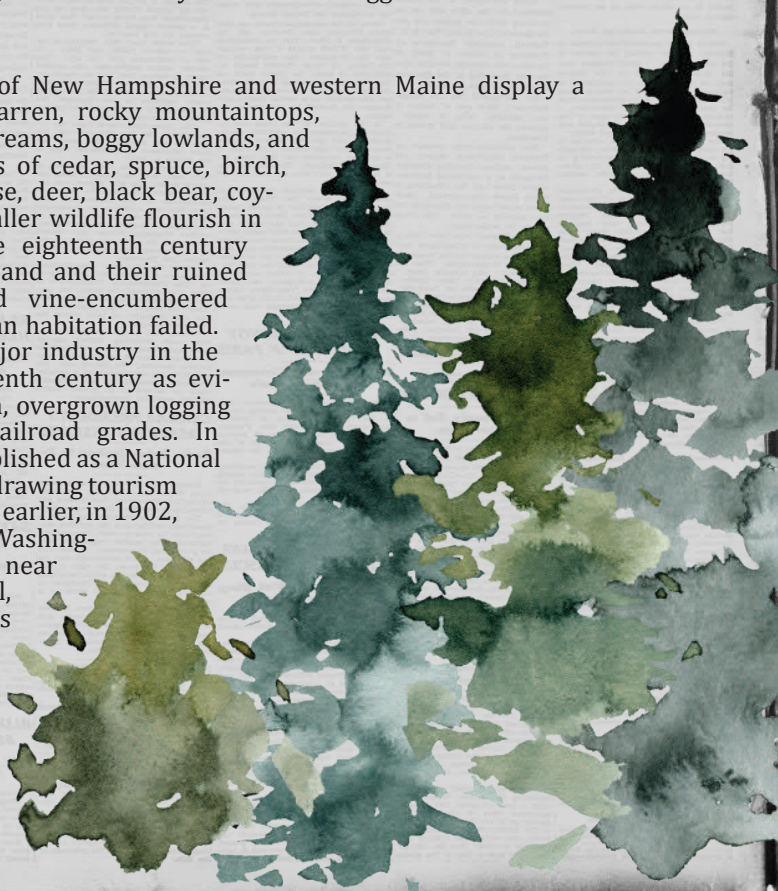 of New Hampshire and western Maine display a
arren, rocky mountaintops,
reams, boggy lowlands, and
s of cedar, spruce, birch,
se, deer, black bear, coy-
aller wildlife flourish in
e eighteenth century
and and their ruined
d vine-encumbered
an habitation failed.
jor industry in the
enth century as evi-
, overgrown logging
ailroad grades. In
blished as a National
drawing tourism
earlier, in 1902,
Washing-
near
l,
s